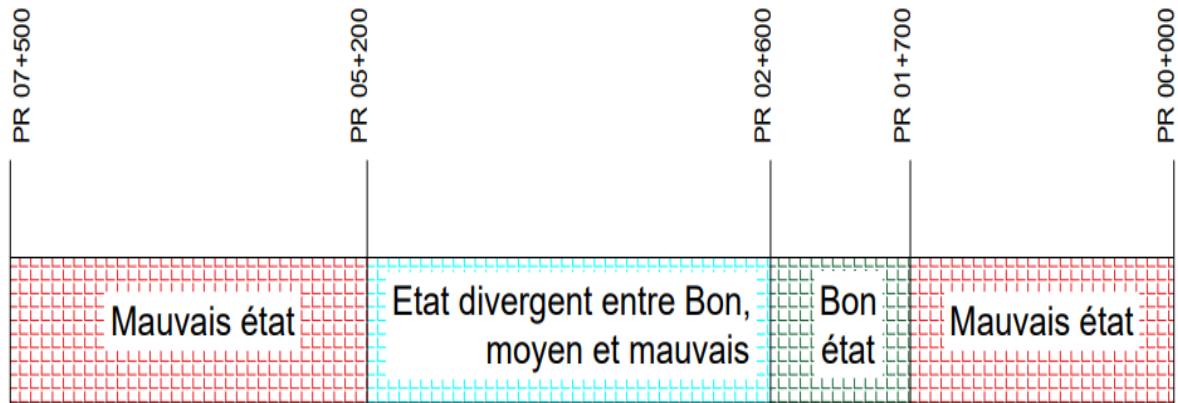 PR 07+500
PR 05+200
PR 02+600
PR 01+700
PR 00+000
Mauvais état
Etat divergent entre Bon,
moyen et mauvais
Bon
état
Mauvais état